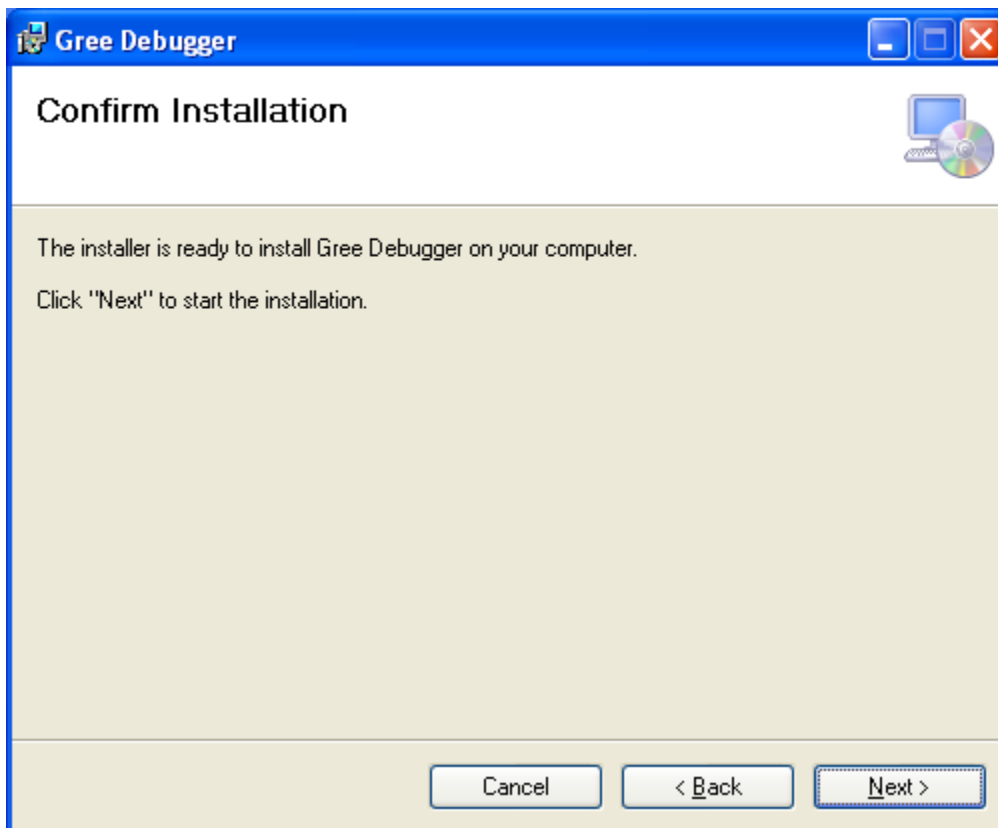 Gree Debugger
Confirm Installation
The installer is ready to install Gree Debugger on your computer.
Click "Next" to start the installation.
Cancel
< Back
Next >